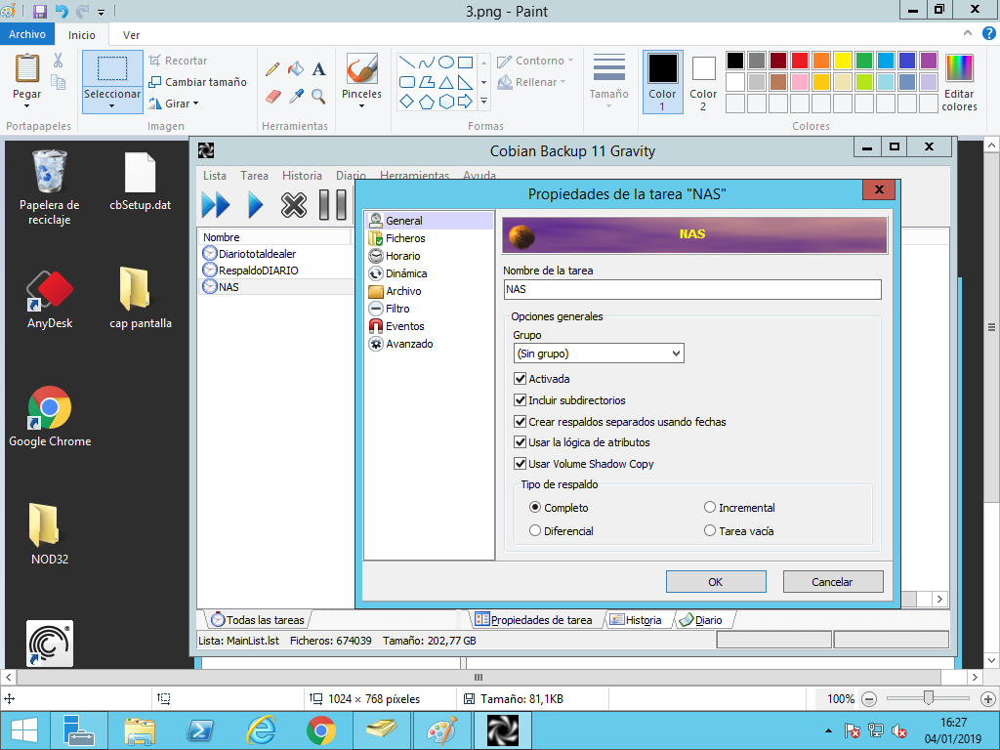 3.png - Paint
Archivo Inicio Ver
Pegar
Seleccionar
Recortar
Cambiar tamaño
Girar
Pinceles
Contorno
Rellenar
Tamaño
Color 1
Color 2
Editar colores
Portapapeles Imagen Herramientas Formas Colores
Papelera de reciclaje
cbSetup.dat
AnyDesk
cap pantalla
Google Chrome
NOD32
Cobian Backup 11 Gravity
Lista Tarea Historia Diario Herramientas Ayuda
Nombre
Diariototaldealer
RespaldoDIARIO
NAS
Propiedades de la tarea "NAS"
General
Ficheros
Horario
Dinámica
Archivo
Filtro
Eventos
Avanzado
NAS
Nombre de la tarea
NAS
Opciones generales
Grupo
(Sin grupo)
Activada
Incluir subdirectorios
Crear respaldos separados usando fechas
Usar la lógica de atributos
Usar Volume Shadow Copy
Tipo de respaldo
Completo Incremental
Diferencial Tarea vacía
OK Cancelar
Todas las tareas Propiedades de tarea Historia Diario
Lista: MainList.lst Ficheros: 674039 Tamaño: 202,77 GB
1024 × 768 píxeles Tamaño: 81,1KB 100%
16:27
04/01/2019